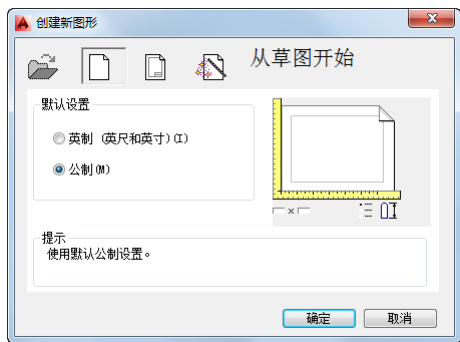 创建新图形
从草图开始
默认设置
英制 (英尺和英寸)(I)
公制(M)
提示
使用默认公制设置。
确定
取消